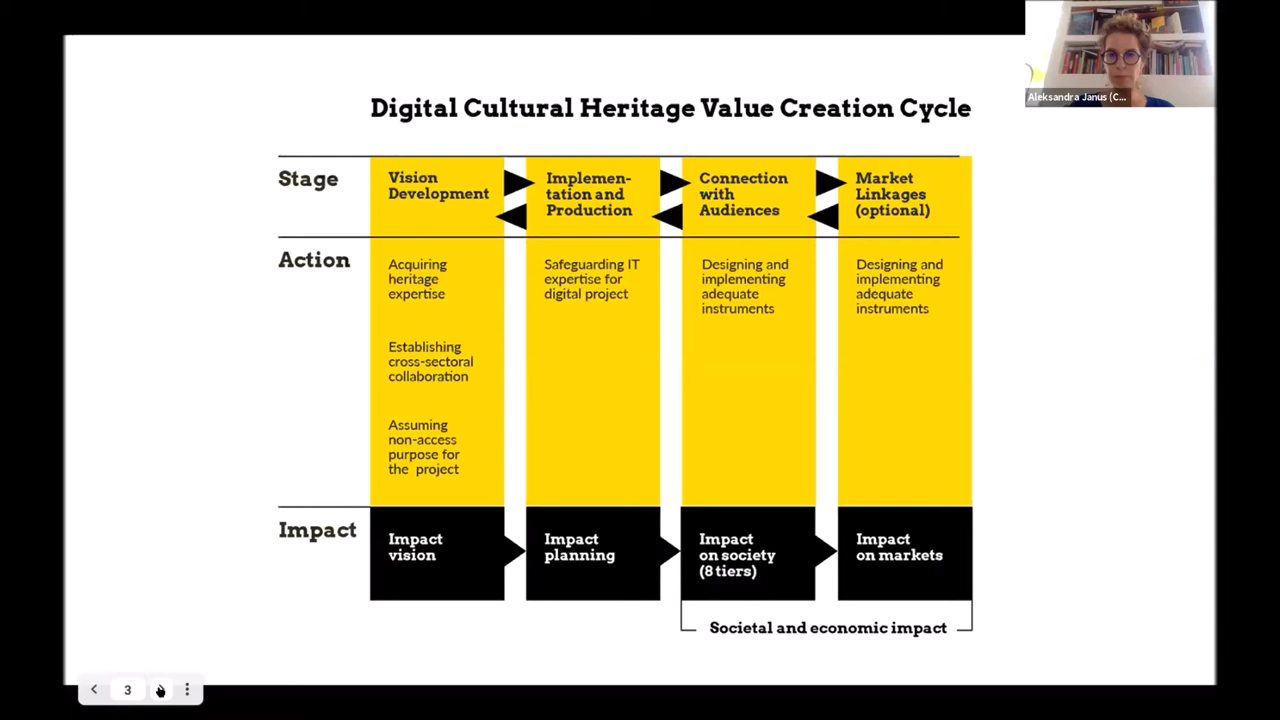 Aleksandra Janus (C...
Digital Cultural Heritage Value Creation Cycle
Stage
Vision
Development
Implemen-
tation and
Production
Connection
with
Audiences
Market
Linkages
(optional)
Action
Acquiring
heritage
expertise
Establishing
cross-sectoral
collaboration
Assuming
non-access
purpose for
the project
Safeguarding IT
expertise for
digital project
Designing and
implementing
adequate
instruments
Designing and
implementing
adequate
instruments
Impact
Impact
vision
Impact
planning
Impact
on society
(8 tiers)
Impact
on markets
Societal and economic impact
3